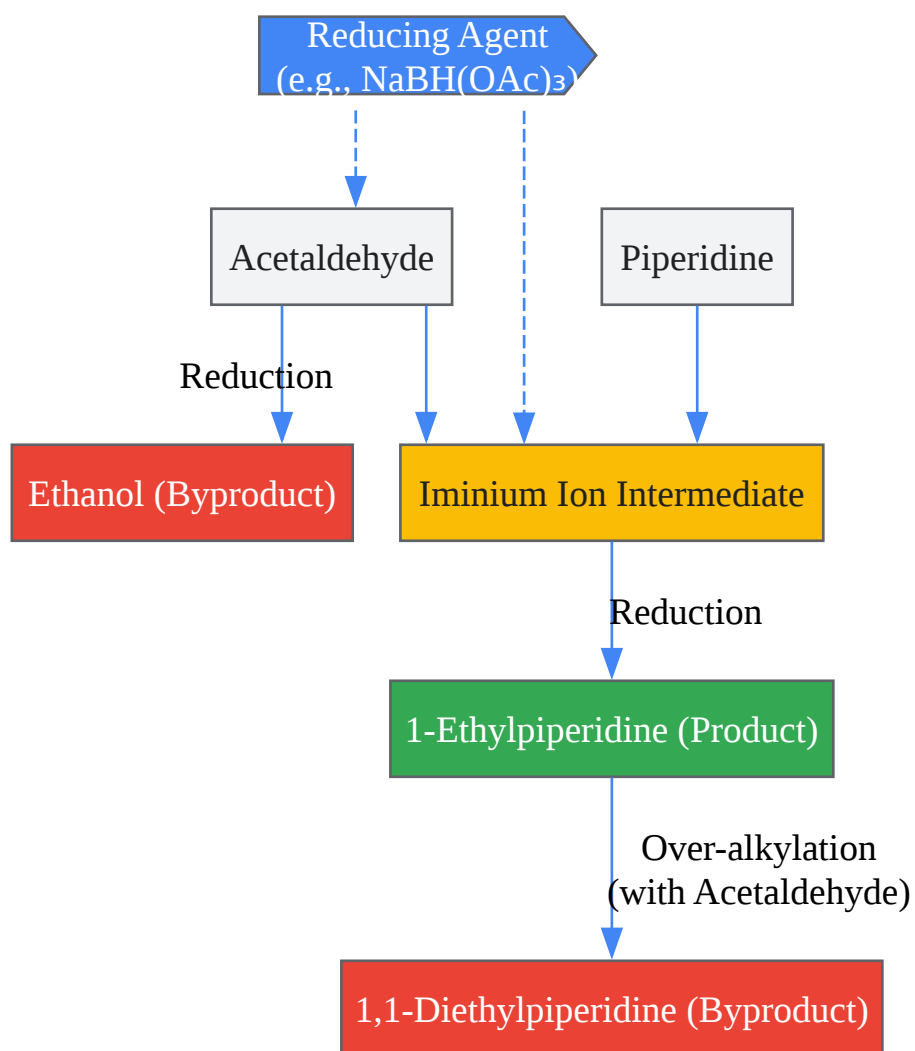 Reducing Agent
(e.g., NaBH(OAc)₃)
Acetaldehyde
Piperidine
Reduction
Ethanol (Byproduct)
Iminium Ion Intermediate
Reduction
1-Ethylpiperidine (Product)
Over-alkylation
(with Acetaldehyde)
1,1-Diethylpiperidine (Byproduct)